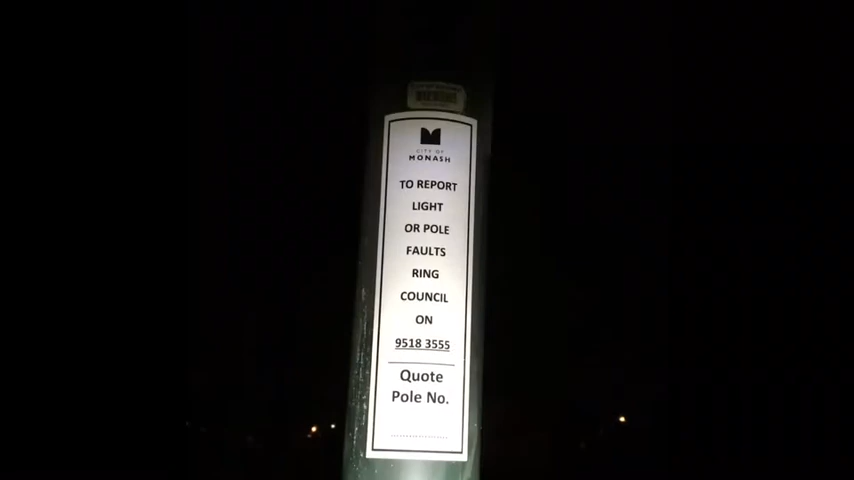 CITY OF
MONASH
TO REPORT
LIGHT
OR POLE
FAULTS
RING
COUNCIL
ON
9518 3555
Quote
Pole No.